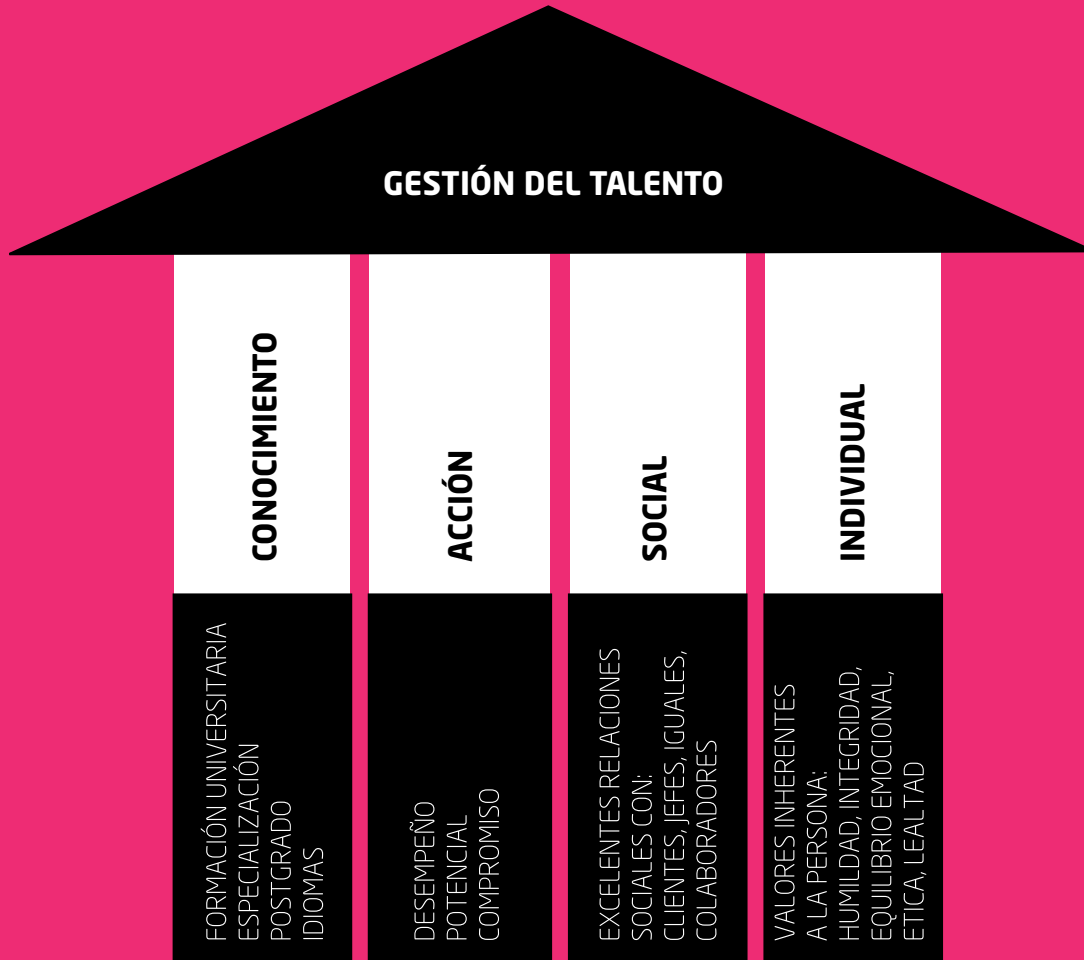 GESTIÓN DEL TALENTO
CONOCIMIENTO
FORMACIÓN UNIVERSITARIA
ESPECIALIZACIÓN
POSTGRADO
IDIOMAS
ACCIÓN
DESEMPEÑO
POTENCIAL
COMPROMISO
SOCIAL
EXCELENTES RELACIONES
SOCIALES CON:
CLIENTES, JEFES, IGUALES,
COLABORADORES
INDIVIDUAL
VALORES INHERENTES
A LA PERSONA:
HUMILDAD, INTEGRIDAD,
EQUILIBRIO EMOCIONAL,
ETICA, LEALTAD